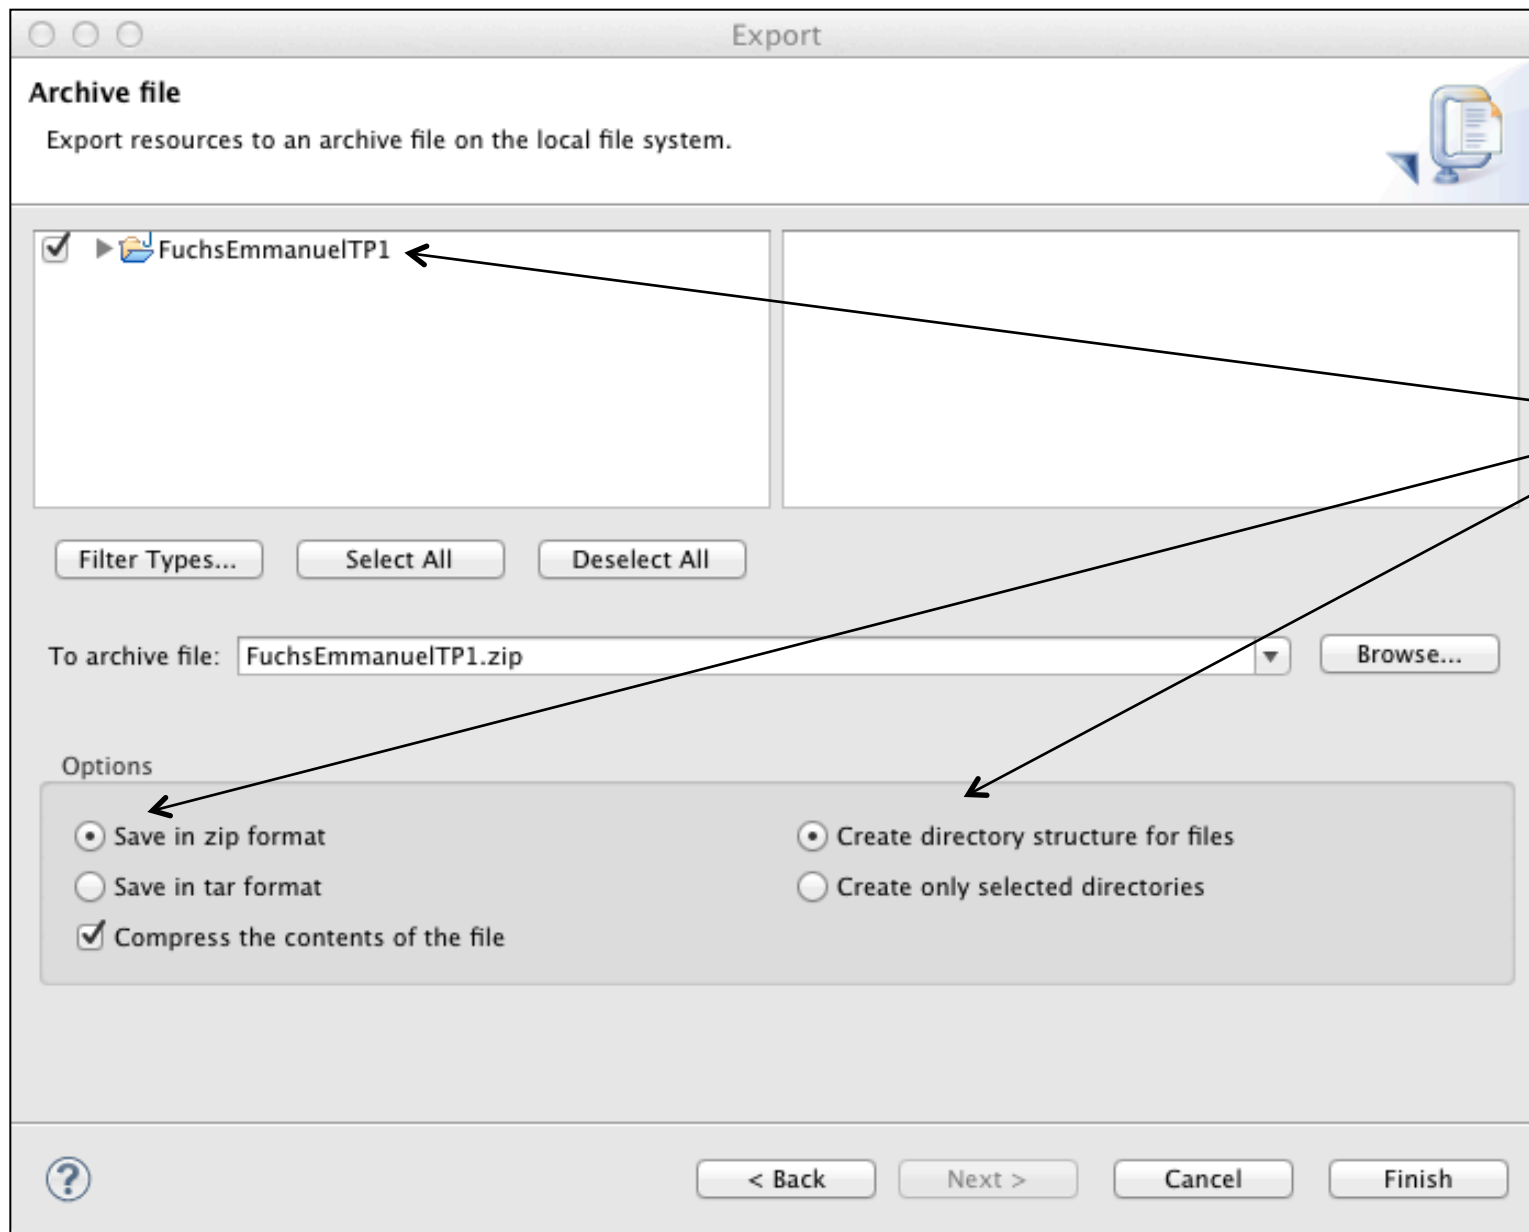 Export
Archive file
Export resources to an archive file on the local file system.
FuchsEmmanuelTP1
Filter Types...
Select All
Deselect All
To archive file:
FuchsEmmanuelTP1.zip
Browse...
Options
Save in zip format
Create directory structure for files
Save in tar format
Create only selected directories
Compress the contents of the file
?
< Back
Next >
Cancel
Finish